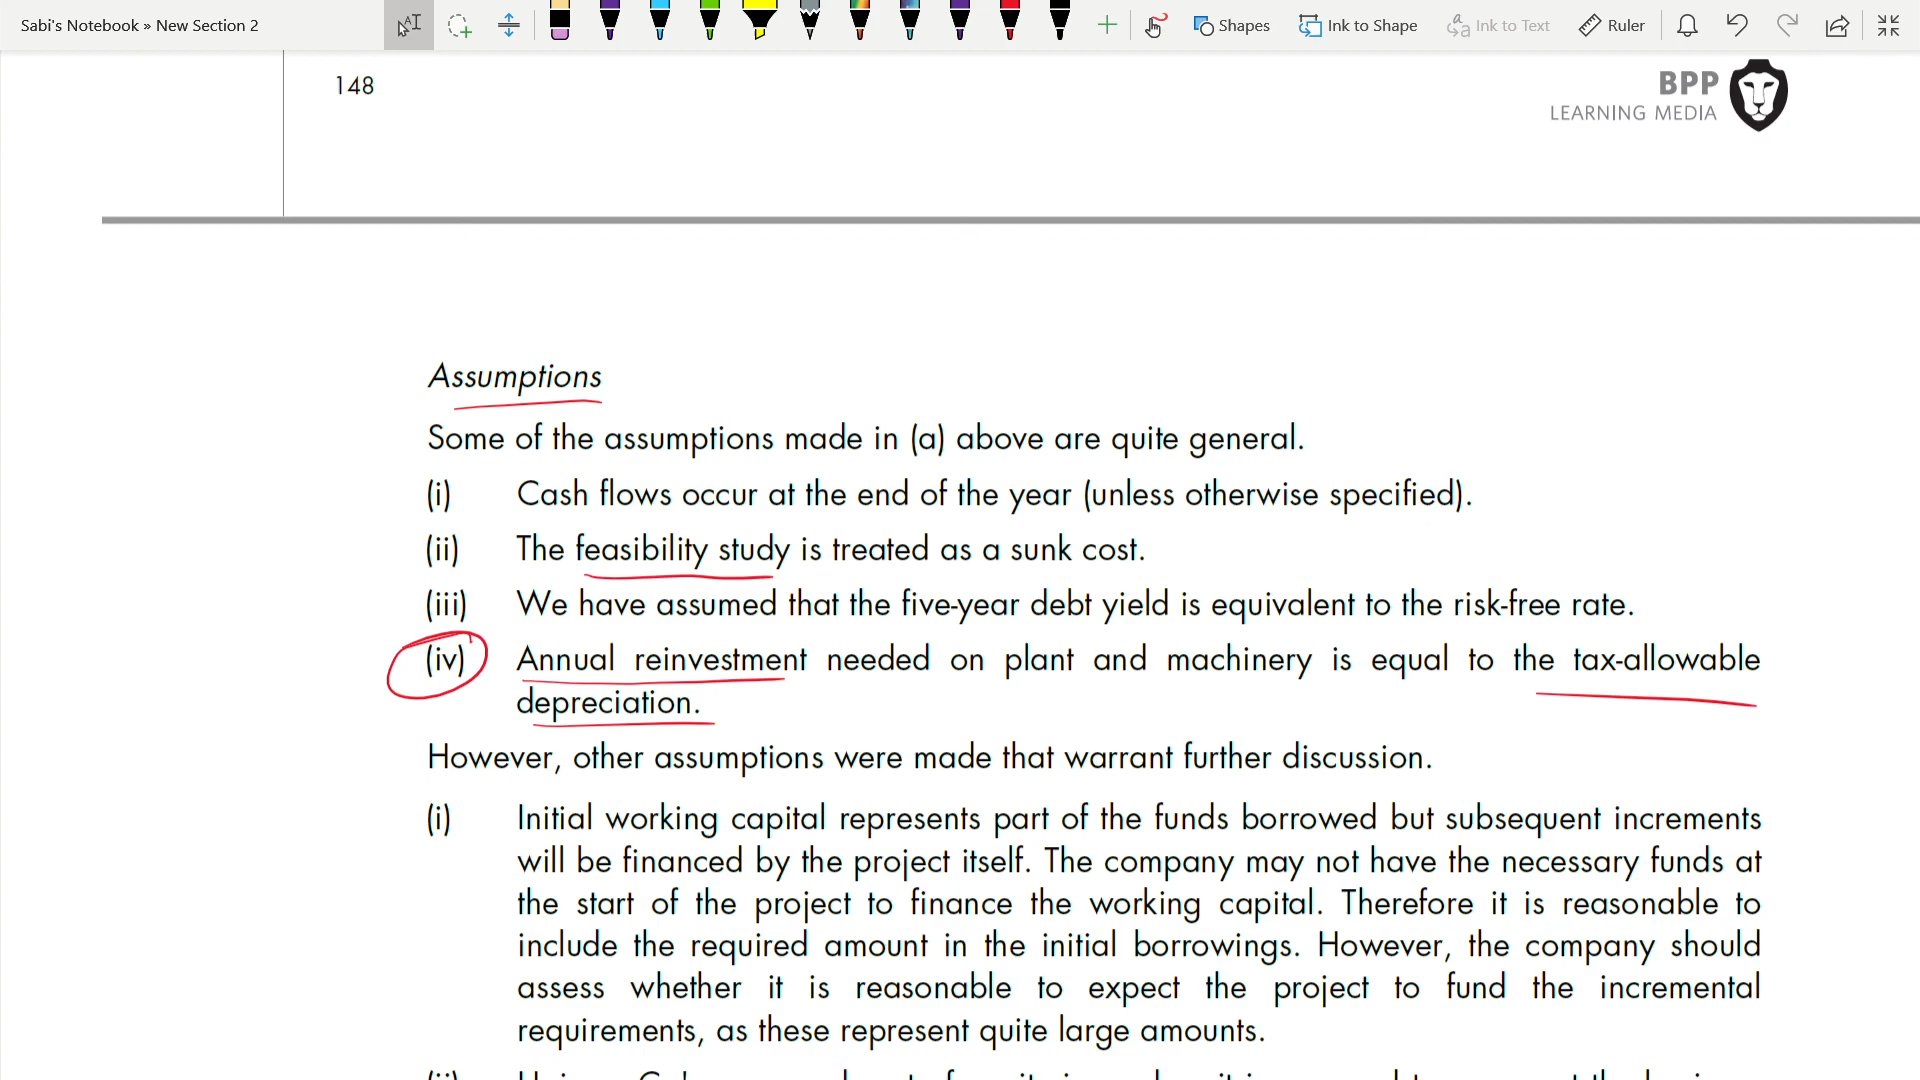 Sabi's Notebook » New Section 2
Shapes
Ink to Shape
Ink to Text
Ruler
148
BPP
LEARNING MEDIA
Assumptions
Some of the assumptions made in (a) above are quite general.
(i) Cash flows occur at the end of the year (unless otherwise specified).
(ii) The feasibility study is treated as a sunk cost.
(iii) We have assumed that the five-year debt yield is equivalent to the risk-free rate.
(iv) Annual reinvestment needed on plant and machinery is equal to the tax-allowable
depreciation.
However, other assumptions were made that warrant further discussion.
(i) Initial working capital represents part of the funds borrowed but subsequent increments
will be financed by the project itself. The company may not have the necessary funds at
the start of the project to finance the working capital. Therefore it is reasonable to
include the required amount in the initial borrowings. However, the company should
assess whether it is reasonable to expect the project to fund the incremental
requirements, as these represent quite large amounts.
(ii)